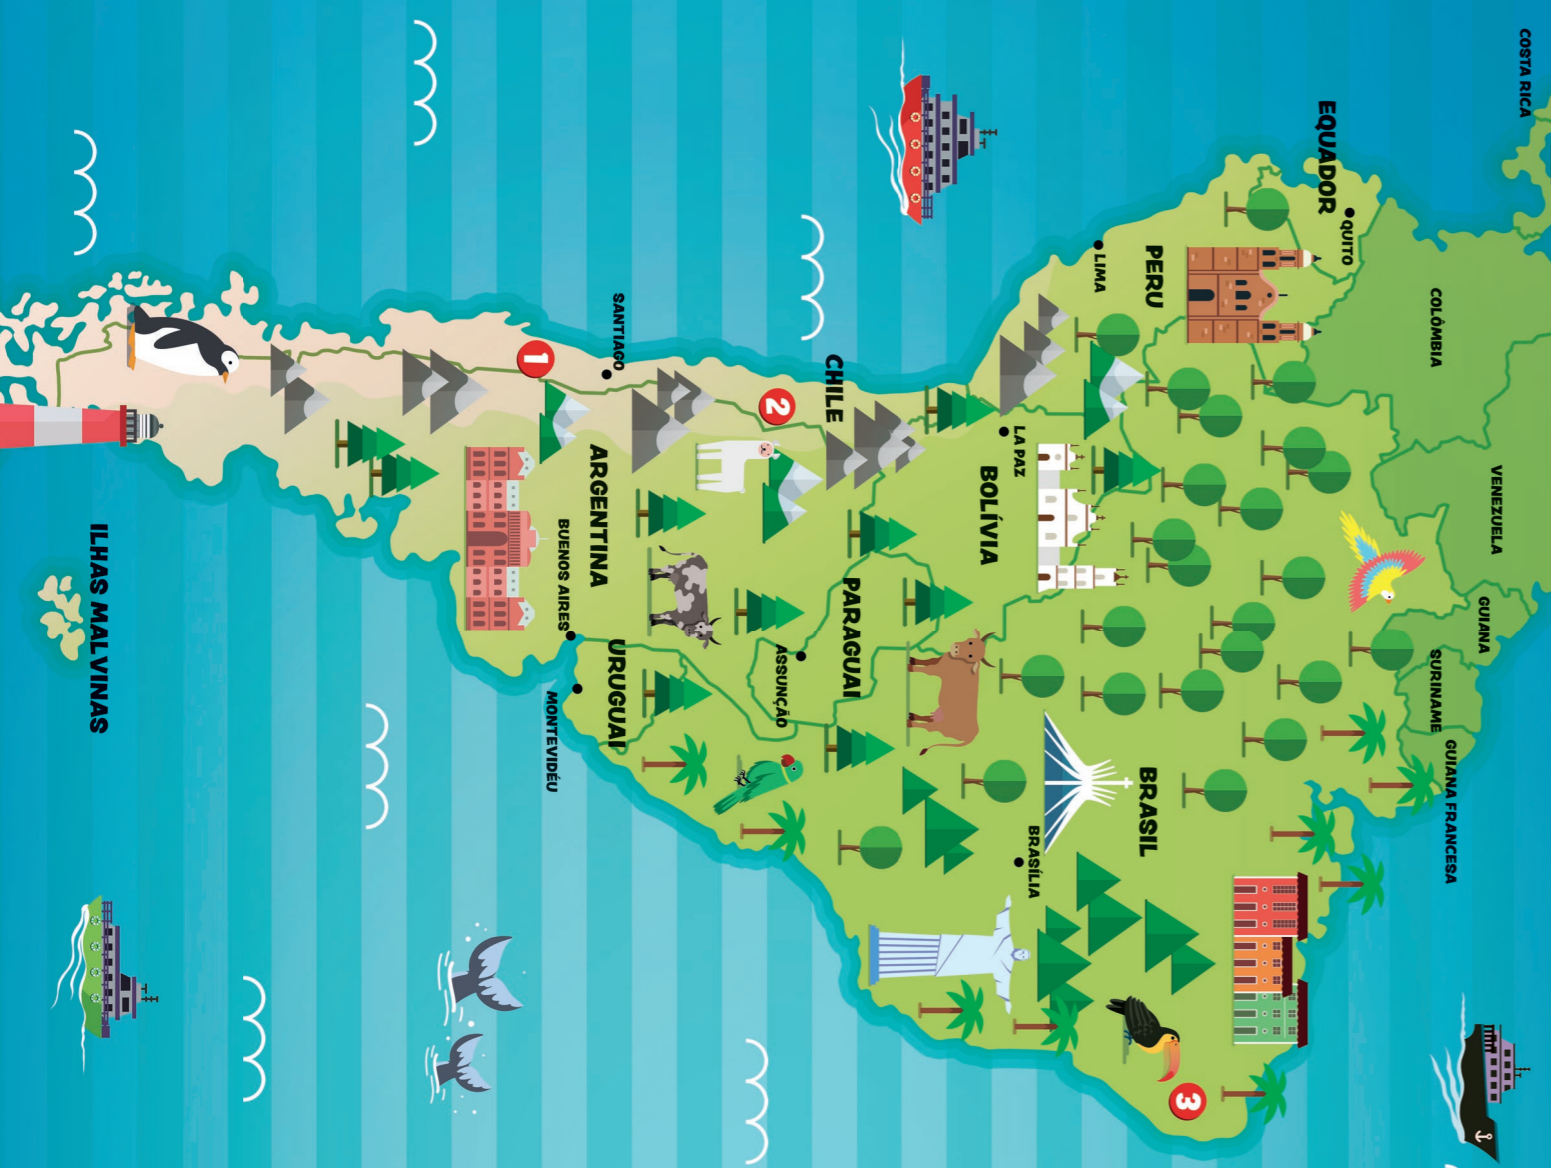 COSTA RICA
COLÔMBIA
VENEZUELA
GUIANA
SURINAME
GUIANA FRANCESA
QUITO
EQUADOR
PERU
LIMA
BRASIL
BRASÍLIA
LA PAZ
BOLÍVIA
CHILE
PARAGUAI
ASSUNÇÃO
SANTIAGO
ARGENTINA
URUGUAI
BUENOS AIRES
MONTEVIDÉU
ILHAS MALVINAS
1
2
3